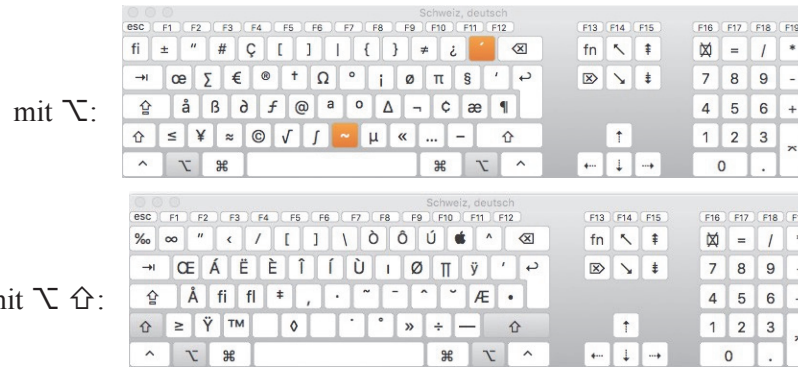 Schweiz, deutsch
esc F1 F2 F3 F4 F5 F6 F7 F8 F9 F10 F11 F12 F13 F14 F15 F16 F17 F18 F19
fi ± “ # Ç [ ] | { } ≠ ¿ ´ ⌫ fn ↖ ⇞ = / *
⇥ œ Σ € ® † Ω ° ¡ ø π § ‘ ↩ ⌦ ↘ ⇟ 7 8 9 -
mit ⌥: ⇪ å ß ∂ ƒ @ ª º ∆ ¬ ¢ æ ¶ 4 5 6 +
⇧ ≤ ¥ ≈ © √ ∫ ~ µ « … – ⇧ ↑ 1 2 3 ⌤
^ ⌥ ⌘ ⌘ ⌥ ^ ⇠ ⇣ ⇢ 0 .
Schweiz, deutsch
esc F1 F2 F3 F4 F5 F6 F7 F8 F9 F10 F11 F12 F13 F14 F15 F16 F17 F18
‰ ∞ ” ‹ / [ ] \ Ò Ô Ú  ^ ⌫ fn ↖ ⇞ = /
⇥ Œ Á Ë È Î Í Ù ı Ø ∏ ÿ ’ ↩ ⌦ ↘ ⇟ 7 8 9
mit ⌥ ⇧: ⇪ Å fi fl ‡ ‚ · ˜ ¯ ˆ ˘ Æ • 4 5 6
⇧ ≥ Ÿ ™ ◊ ˙ ˚ » ÷ — ⇧ ↑ 1 2 3
^ ⌥ ⌘ ⌘ ⌥ ^ ⇠ ⇣ ⇢ 0 .